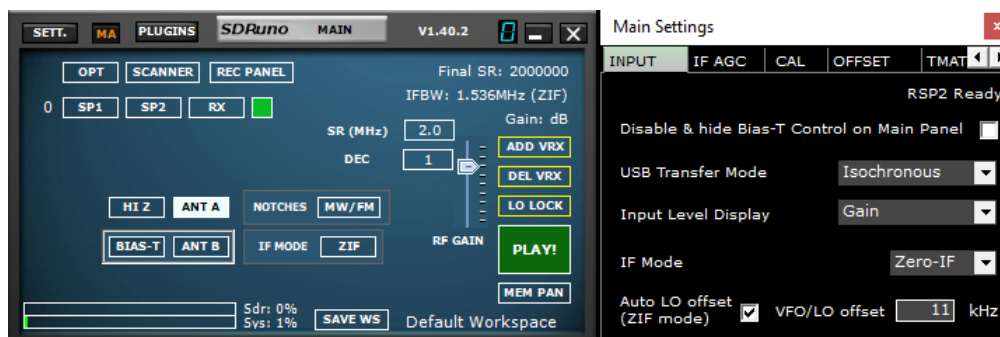 SETT. MA PLUGINS SDRuno MAIN V1.40.2 0
OPT SCANNER REC PANEL Final SR: 2000000
IFBW: 1.536MHz (ZIF)
0 SP1 SP2 RX Gain: dB
SR (MHz) 2.0 ADD VRX
DEC 1 DEL VRX
HI Z ANT A NOTCHES MW/FM LO LOCK
BIAS-T ANT B IF MODE ZIF RF GAIN PLAY!
MEM PAN
Sdr: 0%
Sys: 1% SAVE WS Default Workspace
Main Settings x
INPUT IF AGC CAL OFFSET TMAT
RSP2 Ready
Disable & hide Bias-T Control on Main Panel
USB Transfer Mode Isochronous
Input Level Display Gain
IF Mode Zero-IF
Auto LO offset
(ZIF mode) VFO/LO offset 11 kHz